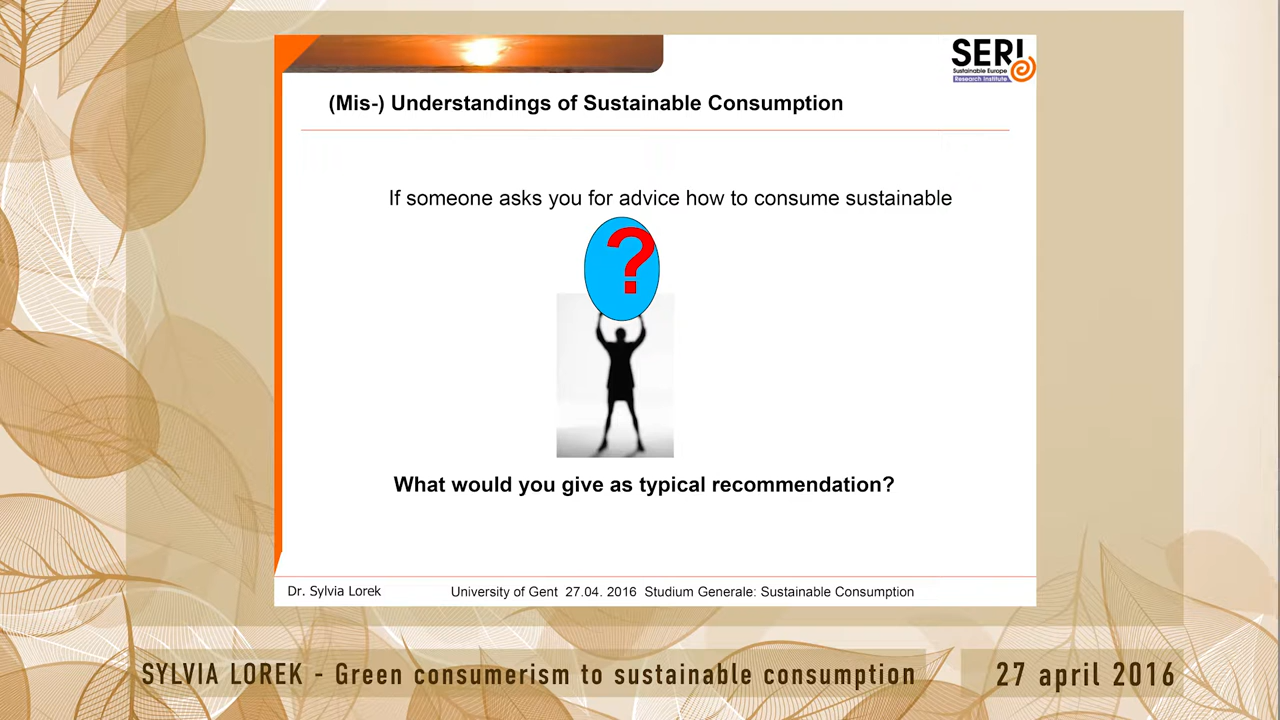 SERI
Sustainable Europe
Research Institute
(Mis-) Understandings of Sustainable Consumption
If someone asks you for advice how to consume sustainable
?
What would you give as typical recommendation?
Dr. Sylvia Lorek
University of Gent 27.04. 2016 Studium Generale: Sustainable Consumption
SYLVIA LOREK - Green consumerism to sustainable consumption
27 april 2016